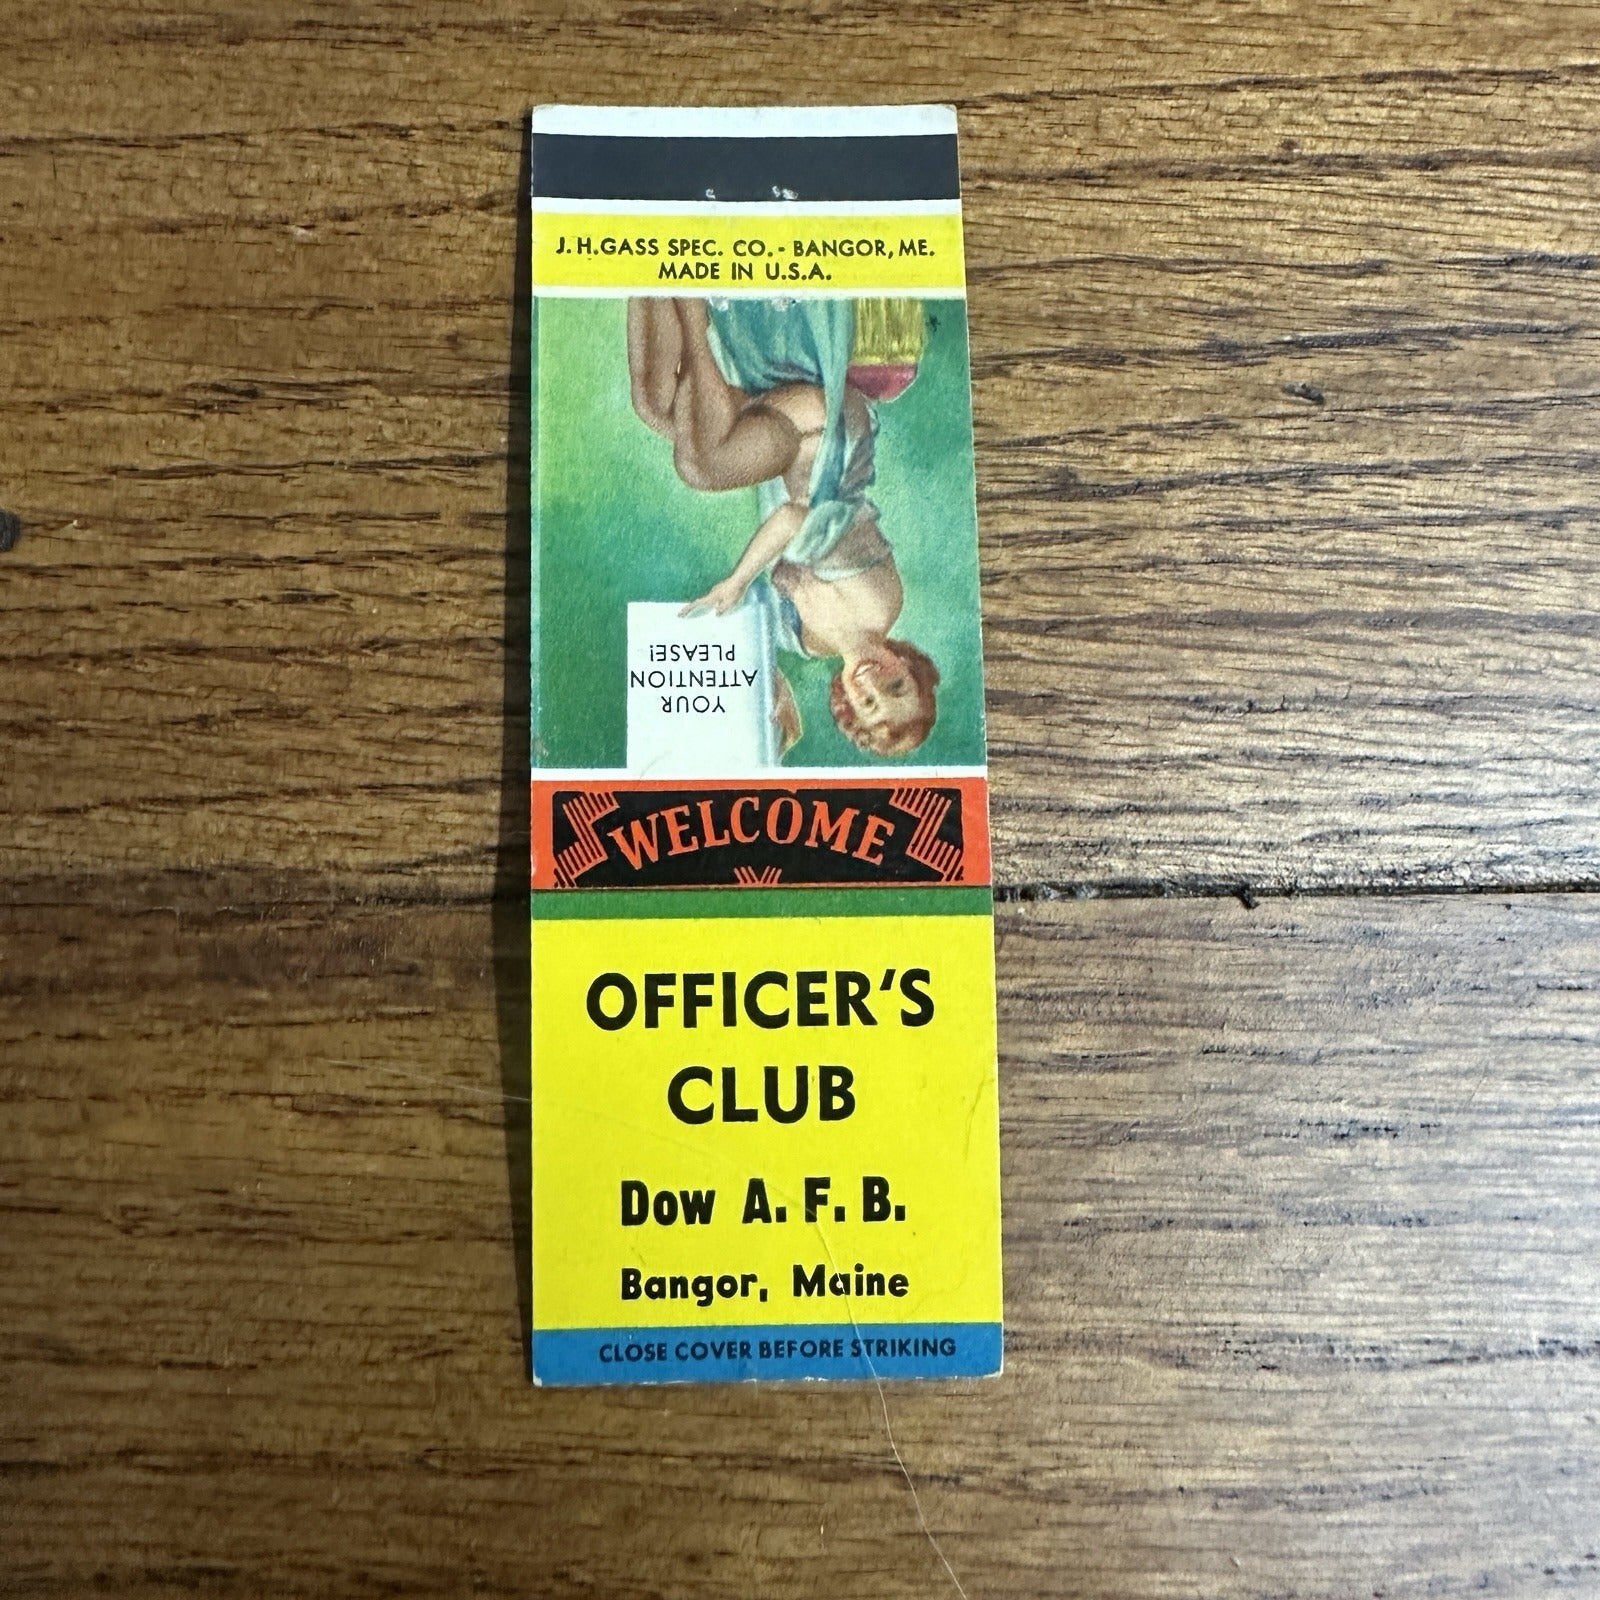 J.H.GASS SPEC. CO. - BANGOR, ME.
MADE IN U.S.A.
YOUR
ATTENTION
PLEASE!
WELCOME
OFFICER'S
CLUB
Dow A.F.B.
Bangor, Maine
CLOSE COVER BEFORE STRIKING